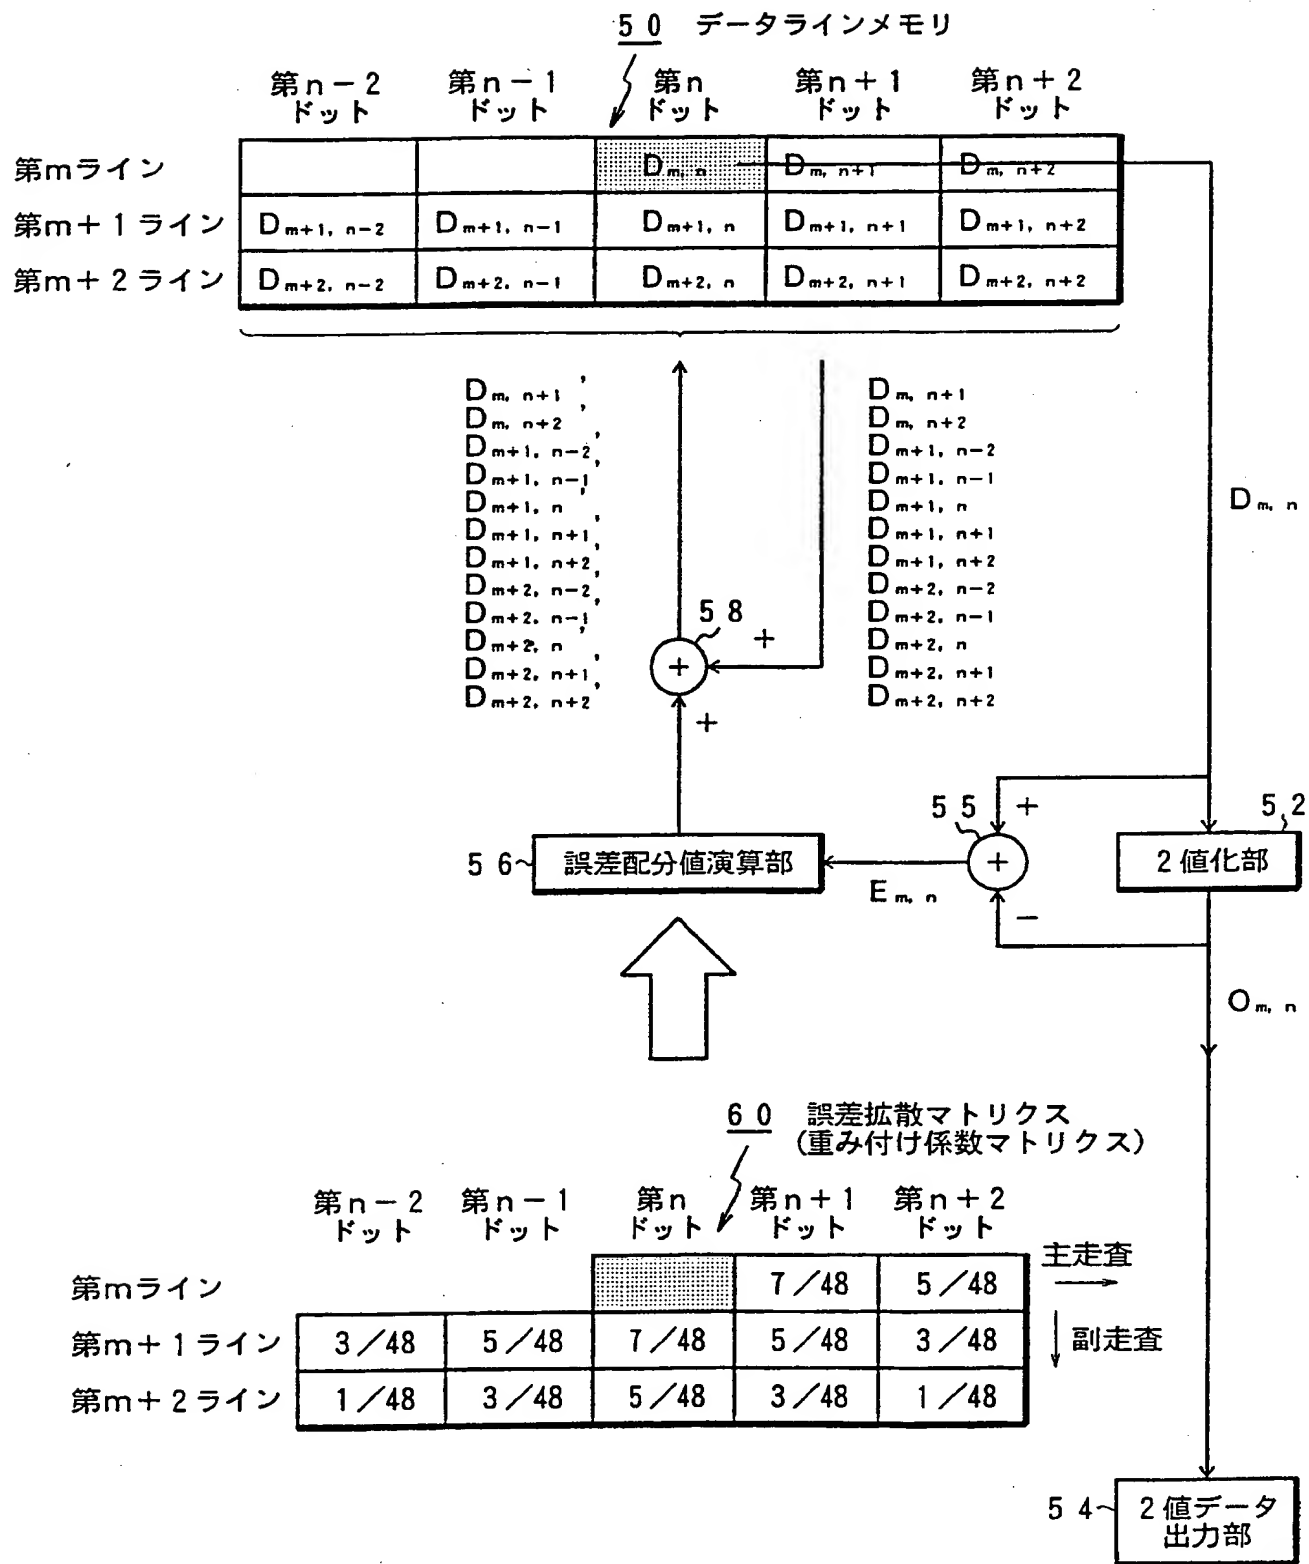 50 データラインメモリ
第n－2ドット 第n－1ドット 第nドット 第n＋1ドット 第n＋2ドット
第mライン Dm, n Dm, n+1 Dm, n+2
第m＋1ライン Dm+1, n-2 Dm+1, n-1 Dm+1, n Dm+1, n+1 Dm+1, n+2
第m＋2ライン Dm+2, n-2 Dm+2, n-1 Dm+2, n Dm+2, n+1 Dm+2, n+2
Dm, n+1'
Dm, n+2'
Dm+1, n-2'
Dm+1, n-1'
Dm+1, n'
Dm+1, n+1'
Dm+1, n+2'
Dm+2, n-2'
Dm+2, n-1'
Dm+2, n'
Dm+2, n+1'
Dm+2, n+2'
Dm, n+1
Dm, n+2
Dm+1, n-2
Dm+1, n-1
Dm+1, n
Dm+1, n+1
Dm+1, n+2
Dm+2, n-2
Dm+2, n-1
Dm+2, n
Dm+2, n+1
Dm+2, n+2
Dm, n
58
+
+
+
55
+
+
−
52
2値化部
56 誤差配分値演算部
Em, n
Om, n
60 誤差拡散マトリクス
(重み付け係数マトリクス)
第n－2ドット 第n－1ドット 第nドット 第n＋1ドット 第n＋2ドット
第mライン 7／48 5／48
第m＋1ライン 3／48 5／48 7／48 5／48 3／48
第m＋2ライン 1／48 3／48 5／48 3／48 1／48
主走査
副走査
54 2値データ
出力部